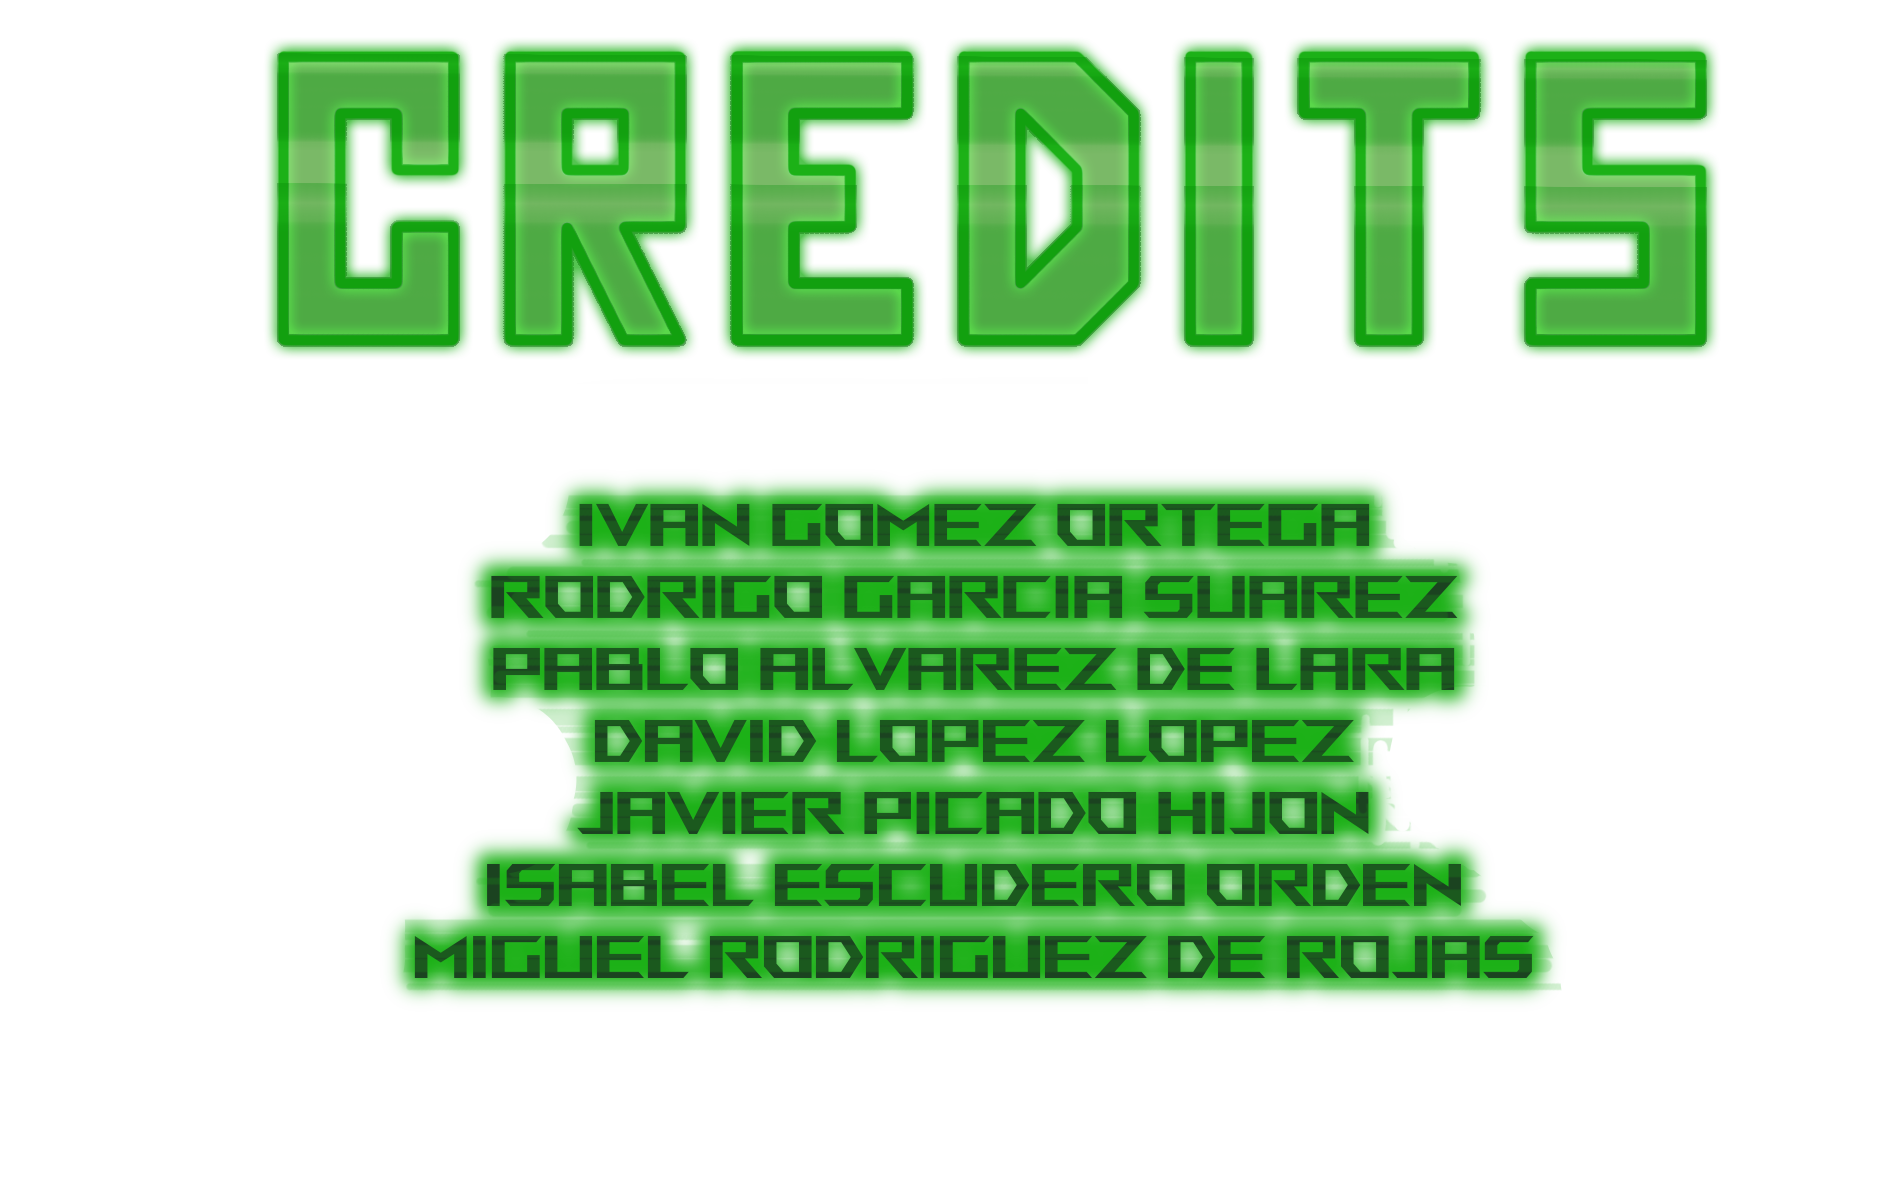 CREDITS
IVAN GOMEZ ORTEGA
RODRIGO GARCIA SUAREZ
PABLO ALVAREZ DE LARA
DAVID LOPEZ LOPEZ
JAVIER PICADO HIJON
ISABEL ESCUDERO ORDEN
MIGUEL RODRIGUEZ DE ROJAS